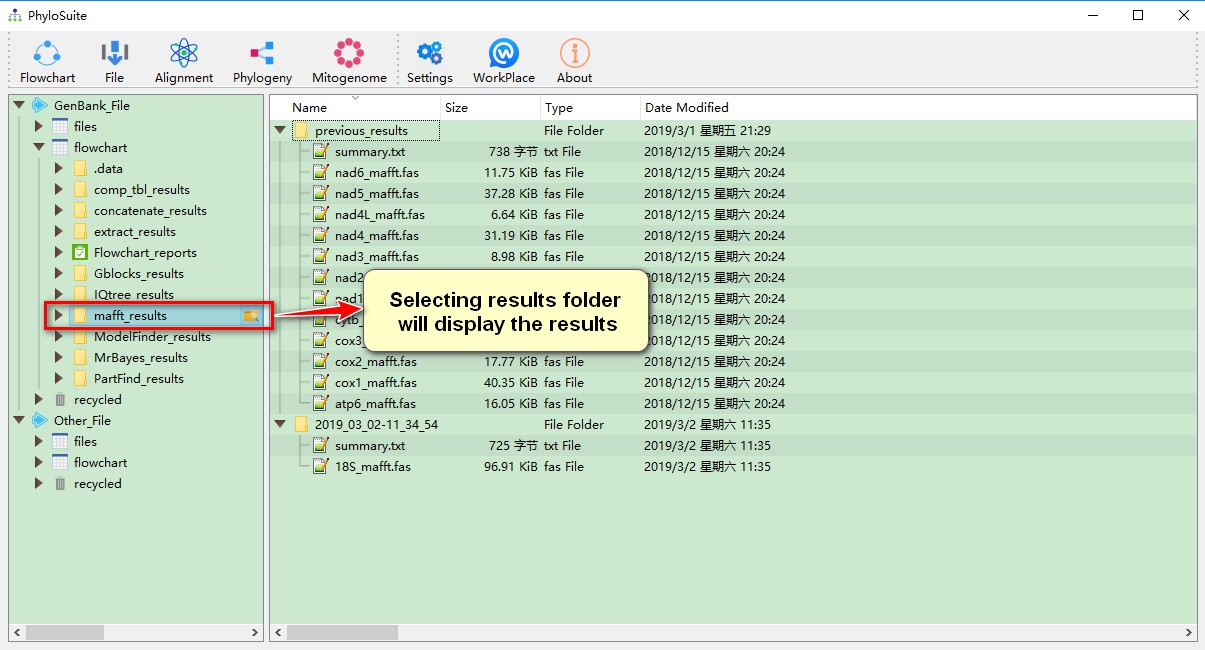 PhyloSuite
Flowchart File Alignment Phylogeny Mitogenome Settings WorkPlace About
GenBank_File
files
flowchart
.data
comp_tbl_results
concatenate_results
extract_results
Flowchart_reports
Gblocks_results
IQtree_results
mafft_results
ModelFinder_results
MrBayes_results
PartFind_results
recycled
Other_File
files
flowchart
recycled
Name Size Type Date Modified
previous_results File Folder 2019/3/1 星期五 21:29
summary.txt 738 字节 txt File 2018/12/15 星期六 20:24
nad6_mafft.fas 11.75 KiB fas File 2018/12/15 星期六 20:24
nad5_mafft.fas 37.28 KiB fas File 2018/12/15 星期六 20:24
nad4L_mafft.fas 6.64 KiB fas File 2018/12/15 星期六 20:24
nad4_mafft.fas 31.19 KiB fas File 2018/12/15 星期六 20:24
nad3_mafft.fas 8.98 KiB fas File 2018/12/15 星期六 20:24
nad2 2018/12/15 星期六 20:24
nad1 2018/12/15 星期六 20:24
cytb_ 2018/12/15 星期六 20:24
cox3 2018/12/15 星期六 20:24
cox2_mafft.fas 17.77 KiB fas File 2018/12/15 星期六 20:24
cox1_mafft.fas 40.35 KiB fas File 2018/12/15 星期六 20:24
atp6_mafft.fas 16.05 KiB fas File 2018/12/15 星期六 20:24
2019_03_02-11_34_54 File Folder 2019/3/2 星期六 11:35
summary.txt 725 字节 txt File 2019/3/2 星期六 11:35
18S_mafft.fas 96.91 KiB fas File 2019/3/2 星期六 11:35
Selecting results folder
will display the results